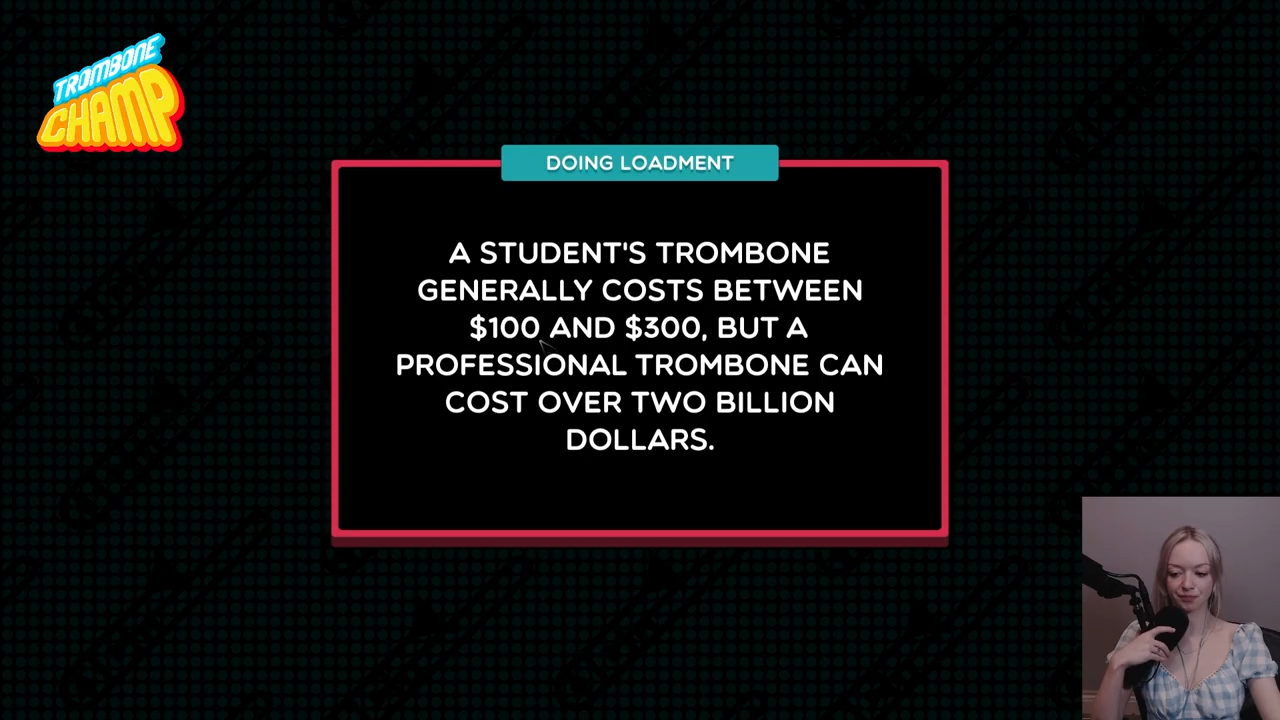 TROMBONE
CHAMP
DOING LOADMENT
A STUDENT'S TROMBONE
GENERALLY COSTS BETWEEN
$100 AND $300, BUT A
PROFESSIONAL TROMBONE CAN
COST OVER TWO BILLION
DOLLARS.